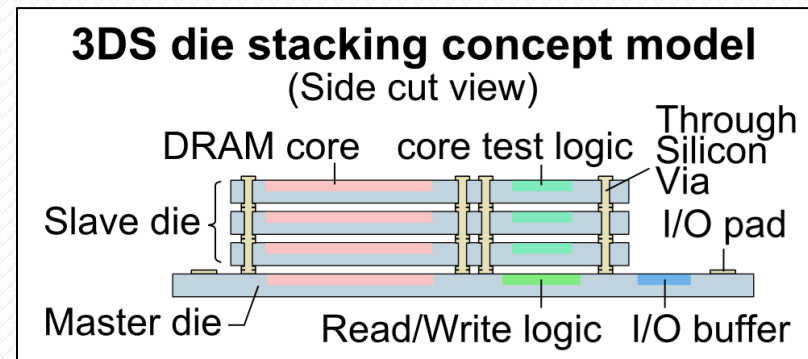 3DS die stacking concept model
(Side cut view)
DRAM core
core test logic
Through
Silicon
Via
Slave die
I/O pad
Master die
Read/Write logic
I/O buffer